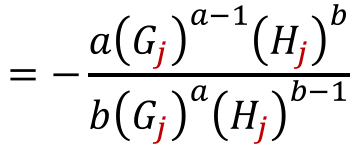 = − a(G_j)^{a−1}(H_j)^b / b(G_j)^a(H_j)^{b−1}